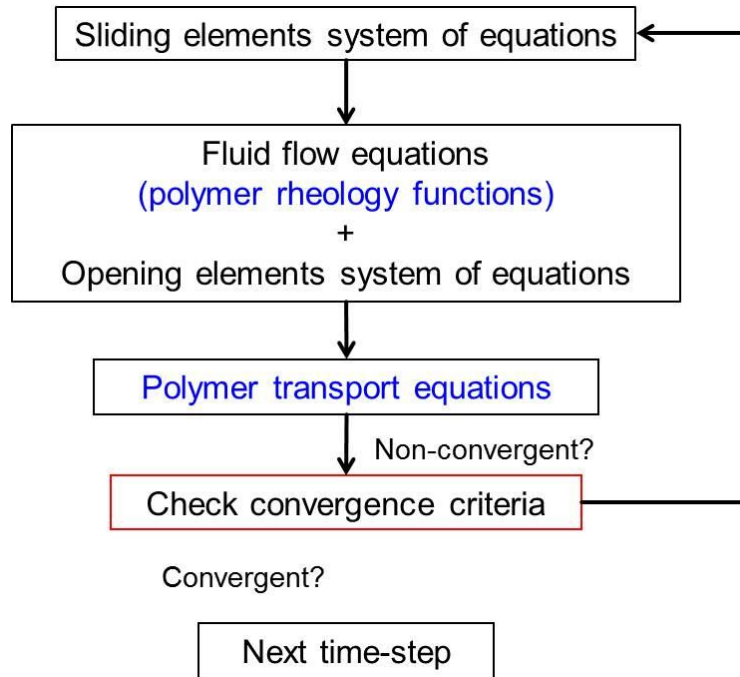 Sliding elements system of equations
Fluid flow equations
(polymer rheology functions)
+
Opening elements system of equations
Polymer transport equations
Non-convergent?
Check convergence criteria
Convergent?
Next time-step